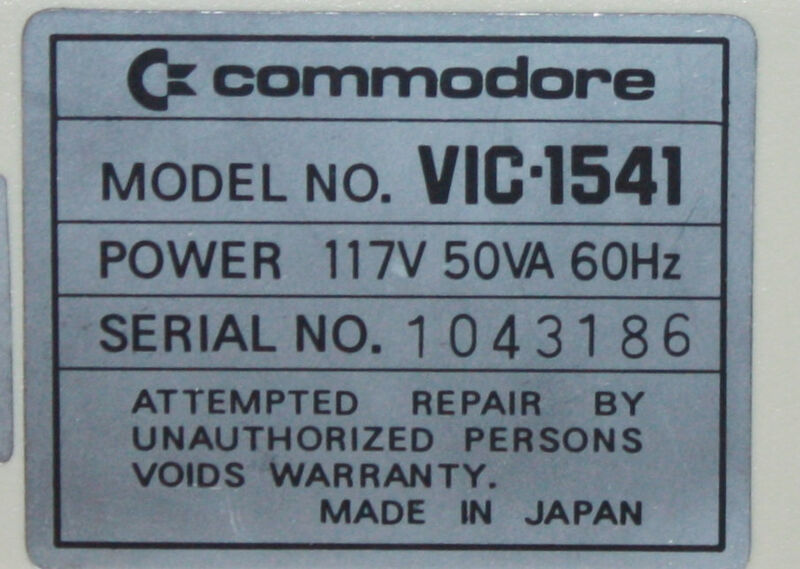 commodore
MODEL NO. VIC-1541
POWER 117V 50VA 60Hz
SERIAL NO. 1043186
ATTEMPTED REPAIR BY
UNAUTHORIZED PERSONS
VOIDS WARRANTY.
MADE IN JAPAN